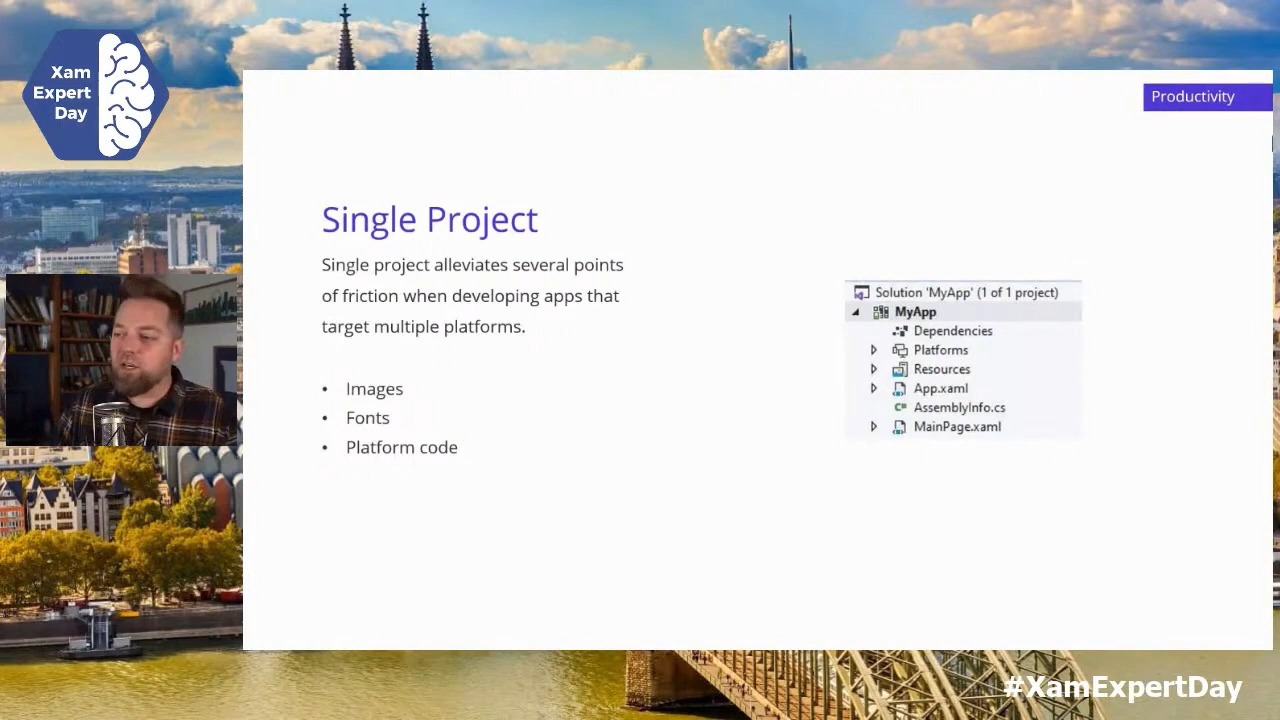 Xam
Expert
Day
Productivity
Single Project
Single project alleviates several points
of friction when developing apps that
target multiple platforms.
• Images
• Fonts
• Platform code
Solution 'MyApp' (1 of 1 project)
MyApp
Dependencies
Platforms
Resources
App.xaml
C# AssemblyInfo.cs
MainPage.xaml
#XamExpertDay